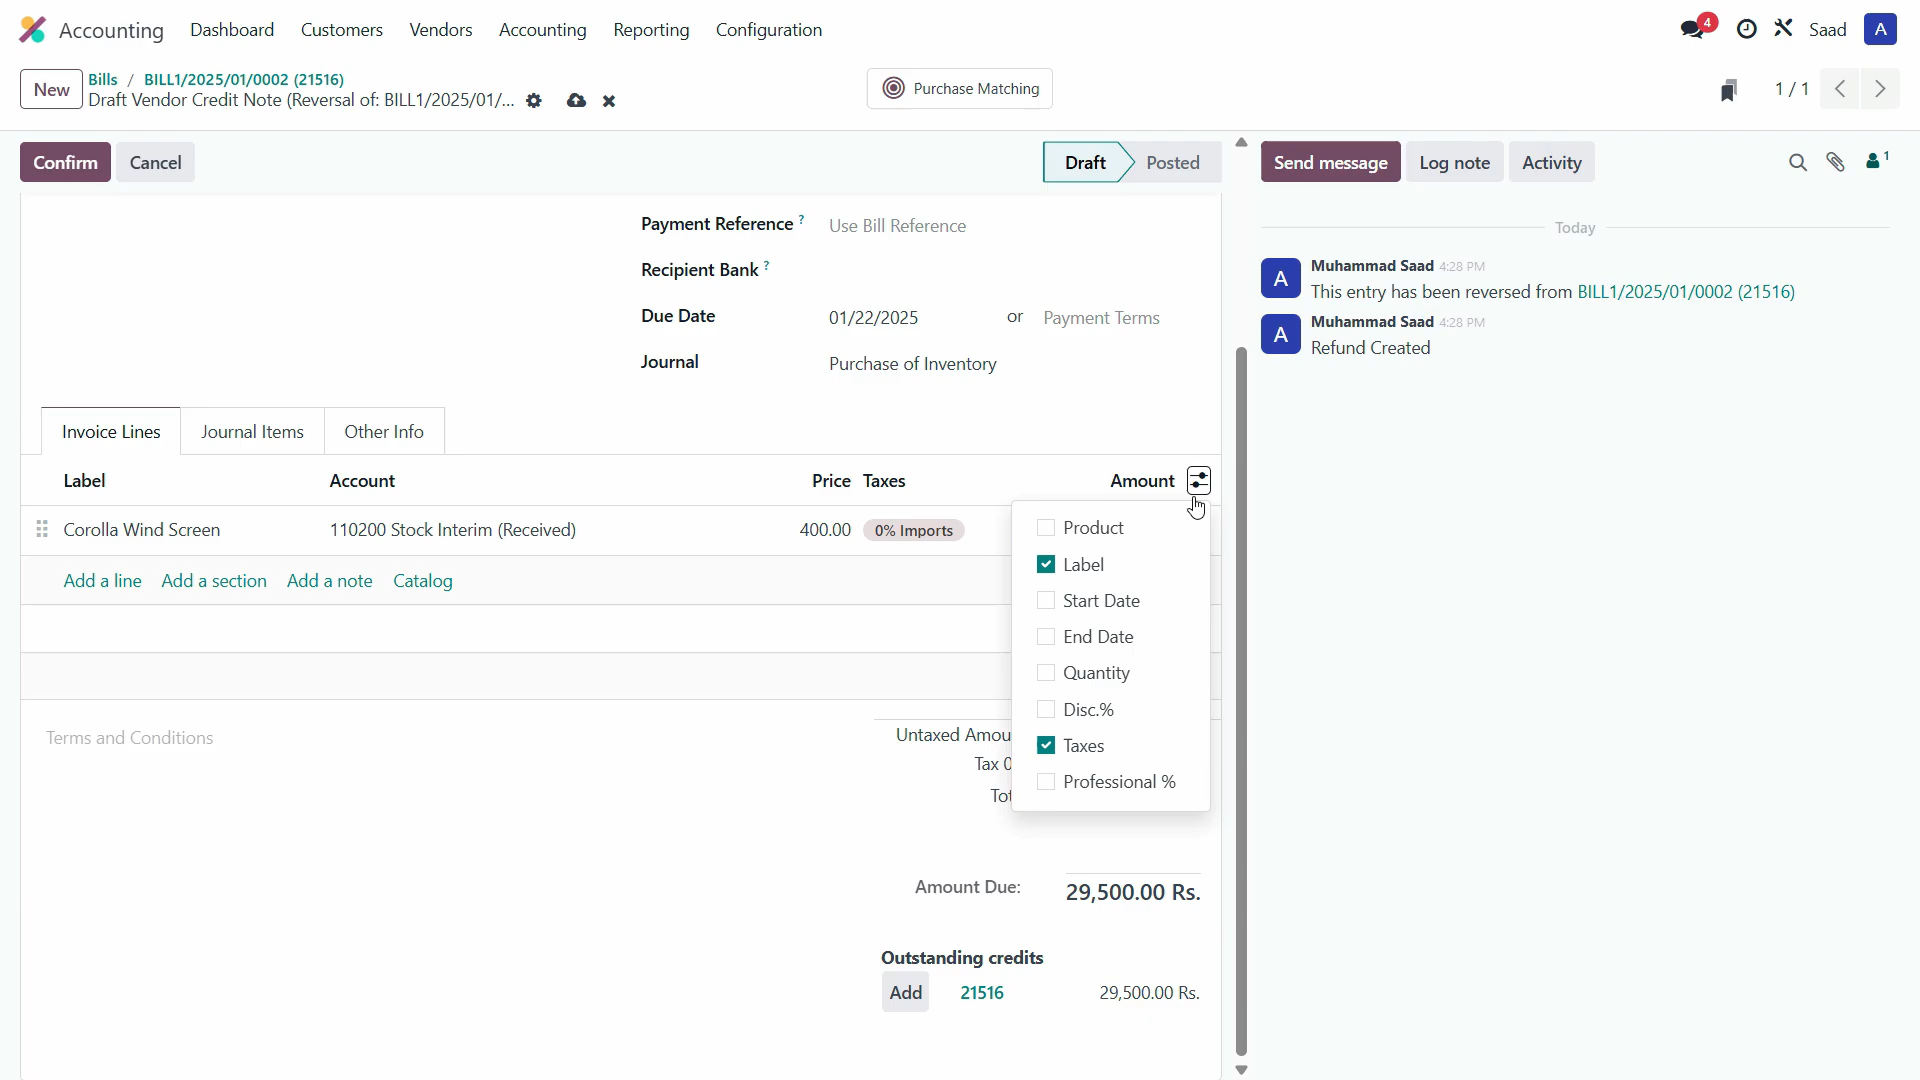 Accounting Dashboard Customers Vendors Accounting Reporting Configuration 4 Saad A
New Bills / BILL1/2025/01/0002 (21516)
Draft Vendor Credit Note (Reversal of: BILL1/2025/01/...
Purchase Matching
1 / 1
Confirm Cancel Draft Posted
Send message Log note Activity 1
Payment Reference ? Use Bill Reference
Recipient Bank ?
Due Date 01/22/2025 or Payment Terms
Journal Purchase of Inventory
Today
A Muhammad Saad 4:28 PM
This entry has been reversed from BILL1/2025/01/0002 (21516)
A Muhammad Saad 4:28 PM
Refund Created
Invoice Lines Journal Items Other Info
Label Account Price Taxes Amount
Corolla Wind Screen 110200 Stock Interim (Received) 400.00 0% Imports
Add a line Add a section Add a note Catalog
Product
Label
Start Date
End Date
Quantity
Disc.%
Taxes
Professional %
Terms and Conditions
Untaxed Amou
Tax 0
Tot
Amount Due: 29,500.00 Rs.
Outstanding credits
Add 21516 29,500.00 Rs.